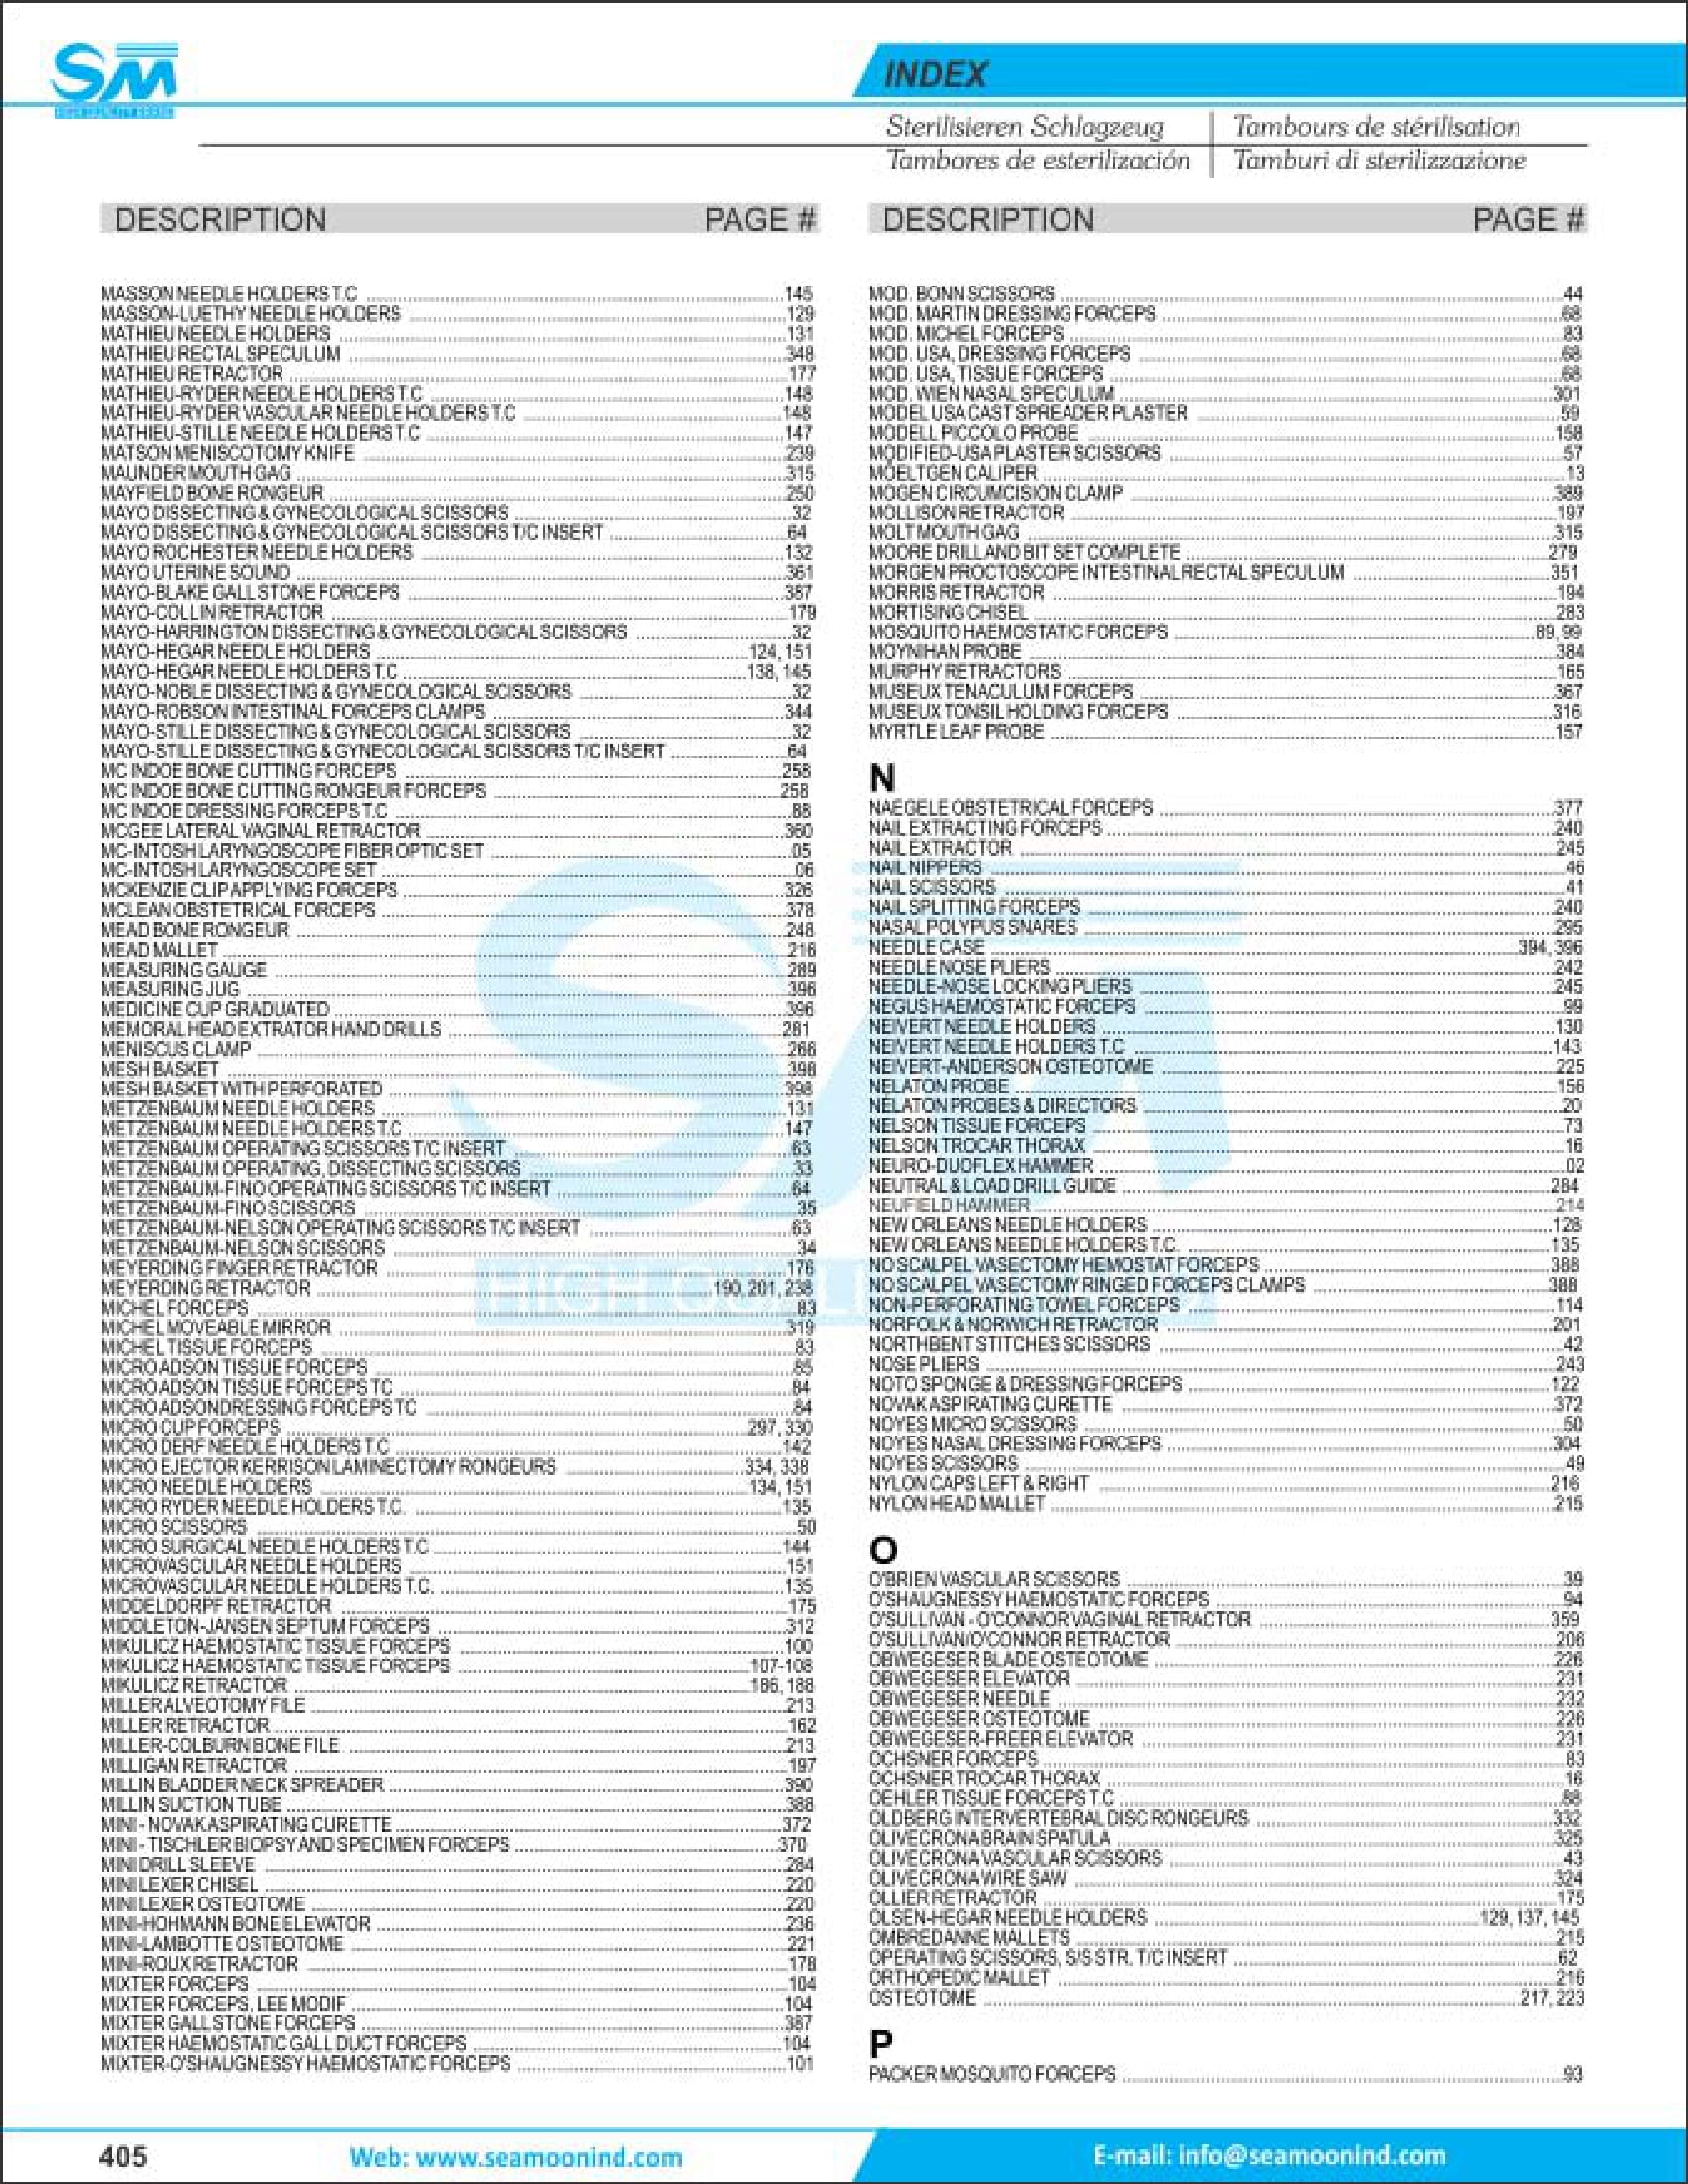 SM
INDEX
Sterilisieren Schlagzeug
Tambours de stérilisation
Tambores de esterilización
Tamburi di sterilizzazione
DESCRIPTION PAGE #
MASSON NEEDLE HOLDERS T.C 145
MASSON-LUETHY NEEDLE HOLDERS 129
MATHIEU NEEDLE HOLDERS 131
MATHIEU RECTAL SPECULUM 348
MATHIEU RETRACTOR 177
MATHIEU-RYDER NEEDLE HOLDERS T.C 148
MATHIEU-RYDER VASCULAR NEEDLE HOLDERS T.C 148
MATHIEU-STILLE NEEDLE HOLDERS T.C 147
MATSON MENISCOTOMY KNIFE 239
MAUNDER MOUTH GAG 315
MAYFIELD BONE RONGEUR 250
MAYO DISSECTING & GYNECOLOGICAL SCISSORS 32
MAYO DISSECTING & GYNECOLOGICAL SCISSORS T/C INSERT 64
MAYO ROCHESTER NEEDLE HOLDERS 132
MAYO UTERINE SOUND 361
MAYO-BLAKE GALL STONE FORCEPS 387
MAYO-COLLIN RETRACTOR 179
MAYO-HARRINGTON DISSECTING & GYNECOLOGICAL SCISSORS 32
MAYO-HEGAR NEEDLE HOLDERS 124, 151
MAYO-HEGAR NEEDLE HOLDERS T.C 138, 145
MAYO-NOBLE DISSECTING & GYNECOLOGICAL SCISSORS 32
MAYO-ROBSON INTESTINAL FORCEPS CLAMPS 344
MAYO-STILLE DISSECTING & GYNECOLOGICAL SCISSORS 32
MAYO-STILLE DISSECTING & GYNECOLOGICAL SCISSORS T/C INSERT 64
MC INDOE BONE CUTTING FORCEPS 258
MC INDOE BONE CUTTING RONGEUR FORCEPS 258
MC INDOE DRESSING FORCEPS T.C 88
MCGEE LATERAL VAGINAL RETRACTOR 360
MC-INTOSH LARYNGOSCOPE FIBER OPTIC SET 05
MC-INTOSH LARYNGOSCOPE SET 06
MCKENZIE CLIP APPLYING FORCEPS 326
MCLEAN OBSTETRICAL FORCEPS 378
MEAD BONE RONGEUR 248
MEAD MALLET 216
MEASURING GAUGE 289
MEASURING JUG 396
MEDICINE CUP GRADUATED 396
MEMORAL HEAD EXTRATOR HAND DRILLS 281
MENISCUS CLAMP 266
MESH BASKET 398
MESH BASKET WITH PERFORATED 398
METZENBAUM NEEDLE HOLDERS 131
METZENBAUM NEEDLE HOLDERS T.C 147
METZENBAUM OPERATING SCISSORS T/C INSERT 63
METZENBAUM OPERATING, DISSECTING SCISSORS 33
METZENBAUM-FINO OPERATING SCISSORS T/C INSERT 64
METZENBAUM-FINO SCISSORS 35
METZENBAUM-NELSON OPERATING SCISSORS T/C INSERT 63
METZENBAUM-NELSON SCISSORS 34
MEYERDING FINGER RETRACTOR 176
MEYERDING RETRACTOR 190, 201, 238
MICHEL FORCEPS 83
MICHEL MOVEABLE MIRROR 319
MICHEL TISSUE FORCEPS 83
MICRO ADSON TISSUE FORCEPS 85
MICRO ADSON TISSUE FORCEPS TC 84
MICRO ADSONDRESSING FORCEPS TC 84
MICRO CUP FORCEPS 297, 330
MICRO DERF NEEDLE HOLDERS T.C 142
MICRO EJECTOR KERRISON LAMINECTOMY RONGEURS 334, 338
MICRO NEEDLE HOLDERS 134, 151
MICRO RYDER NEEDLE HOLDERS T.C. 135
MICRO SCISSORS 50
MICRO SURGICAL NEEDLE HOLDERS T.C 144
MICROVASCULAR NEEDLE HOLDERS 151
MICROVASCULAR NEEDLE HOLDERS T.C. 135
MIDDELDORPF RETRACTOR 175
MIDDLETON-JANSEN SEPTUM FORCEPS 312
MIKULICZ HAEMOSTATIC TISSUE FORCEPS 100
MIKULICZ HAEMOSTATIC TISSUE FORCEPS 107-108
MIKULICZ RETRACTOR 186, 188
MILLER ALVEOTOMY FILE 213
MILLER RETRACTOR 162
MILLER-COLBURN BONE FILE 213
MILLIGAN RETRACTOR 197
MILLIN BLADDER NECK SPREADER 390
MILLIN SUCTION TUBE 388
MINI - NOVAK ASPIRATING CURETTE 372
MINI - TISCHLER BIOPSY AND SPECIMEN FORCEPS 370
MINI DRILL SLEEVE 284
MINI LEXER CHISEL 220
MINI LEXER OSTEOTOME 220
MINI-HOHMANN BONE ELEVATOR 236
MINI-LAMBOTTE OSTEOTOME 221
MINI-ROUX RETRACTOR 178
MIXTER FORCEPS 104
MIXTER FORCEPS, LEE MODIF 104
MIXTER GALL STONE FORCEPS 387
MIXTER HAEMOSTATIC GALL DUCT FORCEPS 104
MIXTER-O'SHAUGNESSY HAEMOSTATIC FORCEPS 101
DESCRIPTION PAGE #
MOD. BONN SCISSORS 44
MOD. MARTIN DRESSING FORCEPS 68
MOD. MICHEL FORCEPS 83
MOD. USA, DRESSING FORCEPS 68
MOD. USA, TISSUE FORCEPS 68
MOD. WIEN NASAL SPECULUM 301
MODEL USA CAST SPREADER PLASTER 59
MODELL PICCOLO PROBE 158
MODIFIED-USA PLASTER SCISSORS 57
MOELTGEN CALIPER 13
MOGEN CIRCUMCISION CLAMP 389
MOLLISON RETRACTOR 197
MOLT MOUTH GAG 315
MOORE DRILL AND BIT SET COMPLETE 279
MORGEN PROCTOSCOPE INTESTINAL RECTAL SPECULUM 351
MORRIS RETRACTOR 194
MORTISING CHISEL 283
MOSQUITO HAEMOSTATIC FORCEPS 89, 99
MOYNIHAN PROBE 384
MURPHY RETRACTORS 165
MUSEUX TENACULUM FORCEPS 367
MUSEUX TONSIL HOLDING FORCEPS 316
MYRTLE LEAF PROBE 157
N
NAEGELE OBSTETRICAL FORCEPS 377
NAIL EXTRACTING FORCEPS 240
NAIL EXTRACTOR 245
NAIL NIPPERS 46
NAIL SCISSORS 41
NAIL SPLITTING FORCEPS 240
NASAL POLYPUS SNARES 295
NEEDLE CASE 394, 396
NEEDLE NOSE PLIERS 242
NEEDLE-NOSE LOCKING PLIERS 245
NEGUS HAEMOSTATIC FORCEPS 99
NEIVERT NEEDLE HOLDERS 130
NEIVERT NEEDLE HOLDERS T.C 143
NEIVERT-ANDERSON OSTEOTOME 225
NELATON PROBE 156
NELATON PROBES & DIRECTORS 20
NELSON TISSUE FORCEPS 73
NELSON TROCAR THORAX 16
NEURO-DUOFLEX HAMMER 02
NEUTRAL & LOAD DRILL GUIDE 284
NEUFIELD HAMMER 214
NEW ORLEANS NEEDLE HOLDERS 128
NEW ORLEANS NEEDLE HOLDERS T.C. 135
NO SCALPEL VASECTOMY HEMOSTAT FORCEPS 388
NO SCALPEL VASECTOMY RINGED FORCEPS CLAMPS 388
NON-PERFORATING TOWEL FORCEPS 114
NORFOLK & NORWICH RETRACTOR 201
NORTHBENT STITCHES SCISSORS 42
NOSE PLIERS 243
NOTO SPONGE & DRESSING FORCEPS 122
NOVAK ASPIRATING CURETTE 372
NOYES MICRO SCISSORS 50
NOYES NASAL DRESSING FORCEPS 304
NOYES SCISSORS 49
NYLON CAPS LEFT & RIGHT 216
NYLON HEAD MALLET 215
O
O'BRIEN VASCULAR SCISSORS 39
O'SHAUGNESSY HAEMOSTATIC FORCEPS 94
O'SULLIVAN - O'CONNOR VAGINAL RETRACTOR 359
O'SULLIVAN/O'CONNOR RETRACTOR 206
OBWEGESER BLADE OSTEOTOME 226
OBWEGESER ELEVATOR 231
OBWEGESER NEEDLE 232
OBWEGESER OSTEOTOME 226
OBWEGESER-FREER ELEVATOR 231
OCHSNER FORCEPS 83
OCHSNER TROCAR THORAX 16
OEHLER TISSUE FORCEPS T.C 88
OLDBERG INTERVERTEBRAL DISC RONGEURS 332
OLIVECRONA BRAIN SPATULA 325
OLIVECRONA VASCULAR SCISSORS 43
OLIVECRONA WIRE SAW 324
OLLIER RETRACTOR 175
OLSEN-HEGAR NEEDLE HOLDERS 129, 137, 145
OMBREDANNE MALLETS 215
OPERATING SCISSORS, S/S STR. T/C INSERT 62
ORTHOPEDIC MALLET 216
OSTEOTOME 217, 223
P
PACKER MOSQUITO FORCEPS 93
405
Web: www.seamoonind.com
E-mail: info@seamoonind.com